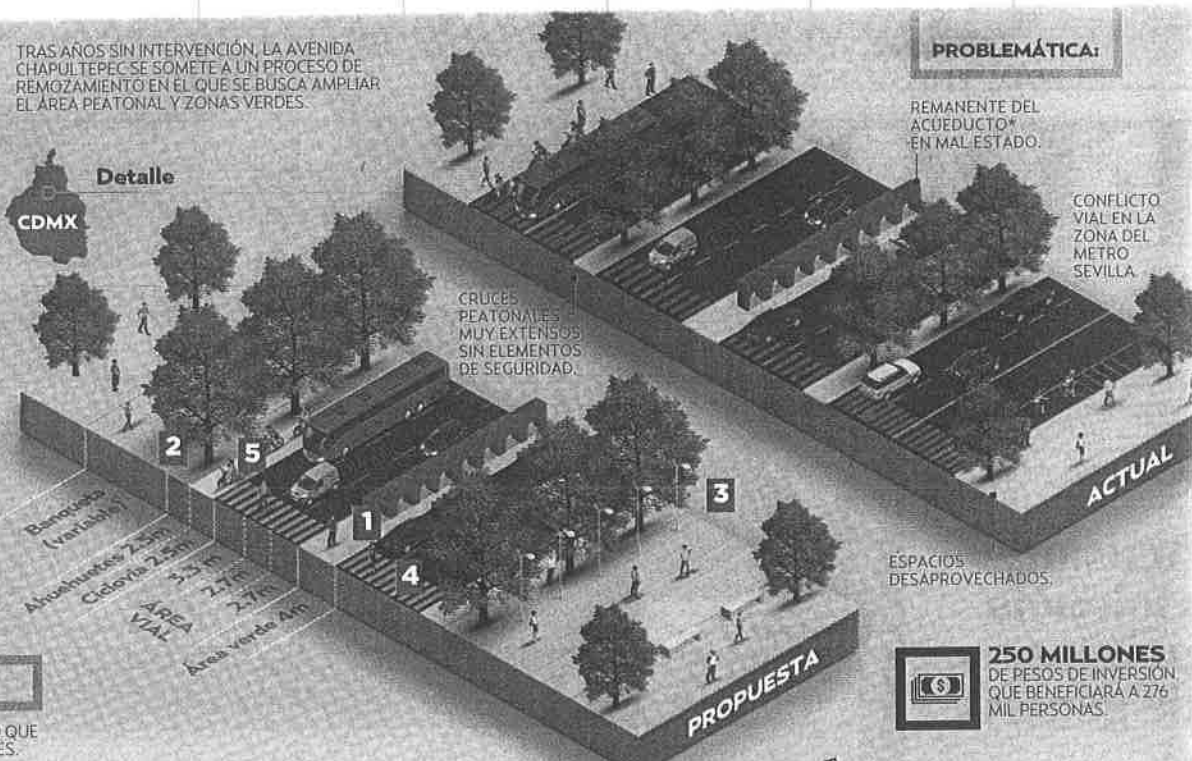 TRAS AÑOS SIN INTERVENCIÓN, LA AVENIDA
CHAPULTEPEC SE SOMETE A UN PROCESO DE
REMOZAMIENTO EN EL QUE SE BUSCA AMPLIAR
EL ÁREA PEATONAL Y ZONAS VERDES.
Detalle
CDMX
PROBLEMÁTICA:
REMANENTE DEL
ACUEDUCTO*
EN MAL ESTADO.
CONFLICTO
VIAL EN LA
ZONA DEL
METRO
SEVILLA.
CRUCES
PEATONALES
MUY EXTENSOS
SIN ELEMENTOS
DE SEGURIDAD.
ESPACIOS
DESAPROVECHADOS.
ACTUAL
2
5
1
4
3
Banqueta
(variable)
Ahuehuetes 2.5m
Ciclovía 2.5m
3.3 m
2.7m
2.7m
ÁREA
VIAL
Área verde 4m
PROPUESTA
250 MILLONES
DE PESOS DE INVERSIÓN,
QUE BENEFICIARÁ A 276
MIL PERSONAS.
QUE